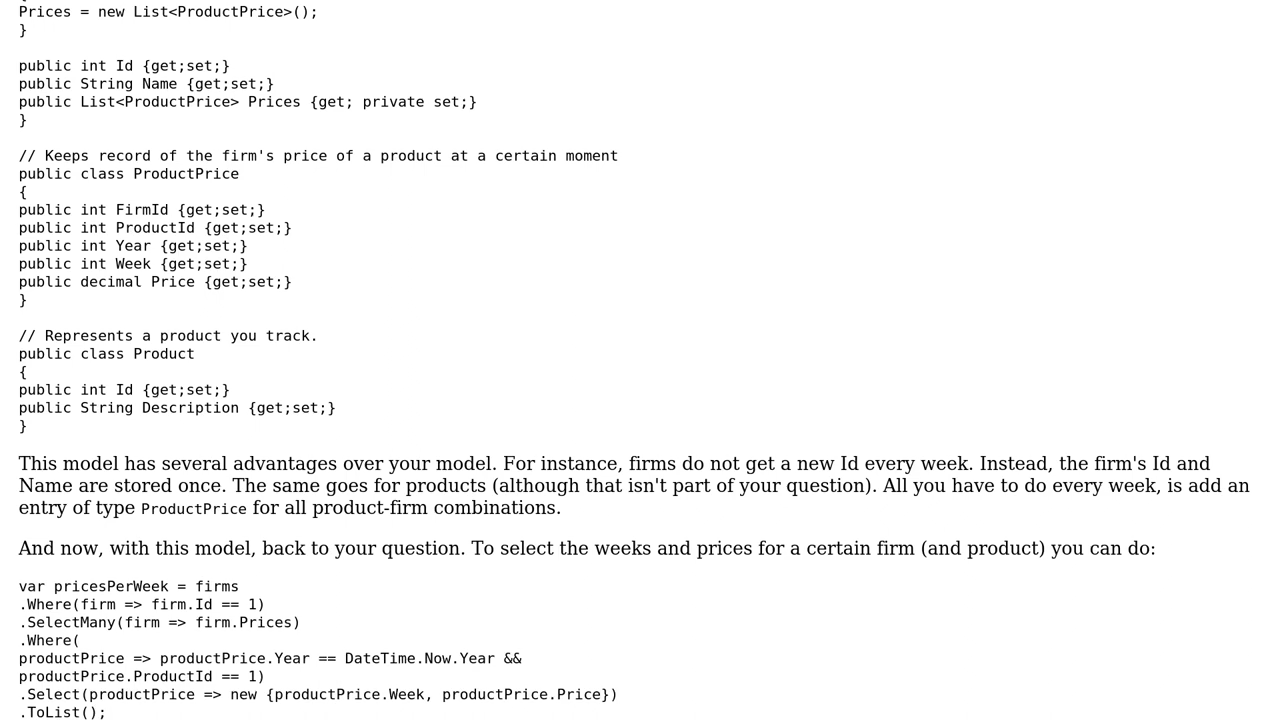 Prices = new List<ProductPrice>();
}
public int Id {get;set;}
public String Name {get;set;}
public List<ProductPrice> Prices {get; private set;}
}
// Keeps record of the firm's price of a product at a certain moment
public class ProductPrice
{
public int FirmId {get;set;}
public int ProductId {get;set;}
public int Year {get;set;}
public int Week {get;set;}
public decimal Price {get;set;}
}
// Represents a product you track.
public class Product
{
public int Id {get;set;}
public String Description {get;set;}
}
This model has several advantages over your model. For instance, firms do not get a new Id every week. Instead, the firm's Id and
Name are stored once. The same goes for products (although that isn't part of your question). All you have to do every week, is add an
entry of type ProductPrice for all product-firm combinations.
And now, with this model, back to your question. To select the weeks and prices for a certain firm (and product) you can do:
var pricesPerWeek = firms
.Where(firm => firm.Id == 1)
.SelectMany(firm => firm.Prices)
.Where(
productPrice => productPrice.Year == DateTime.Now.Year &&
productPrice.ProductId == 1)
.Select(productPrice => new {productPrice.Week, productPrice.Price})
.ToList();